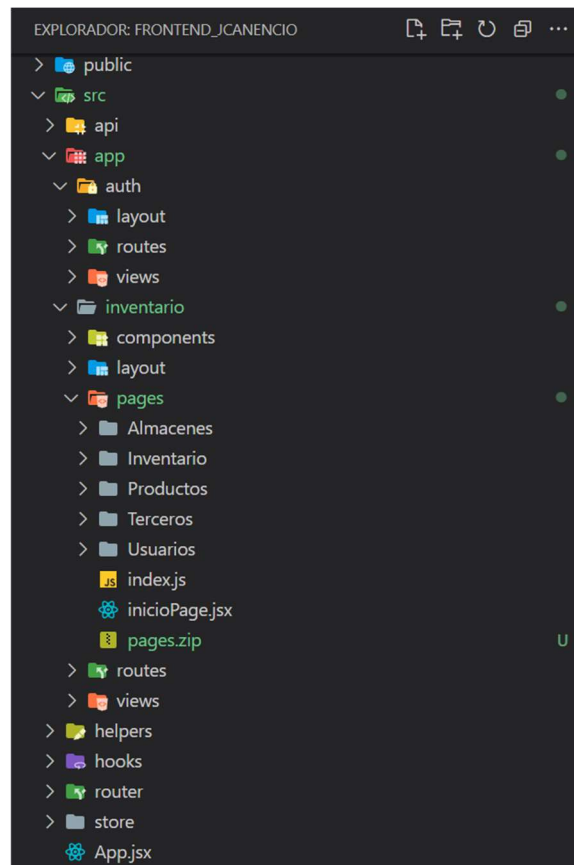 EXPLORADOR: FRONTEND_JCANENCIO
public
src
api
app
auth
layout
routes
views
inventario
components
layout
pages
Almacenes
Inventario
Productos
Terceros
Usuarios
JS index.js
inicioPage.jsx
pages.zip U
routes
views
helpers
hooks
router
store
App.jsx